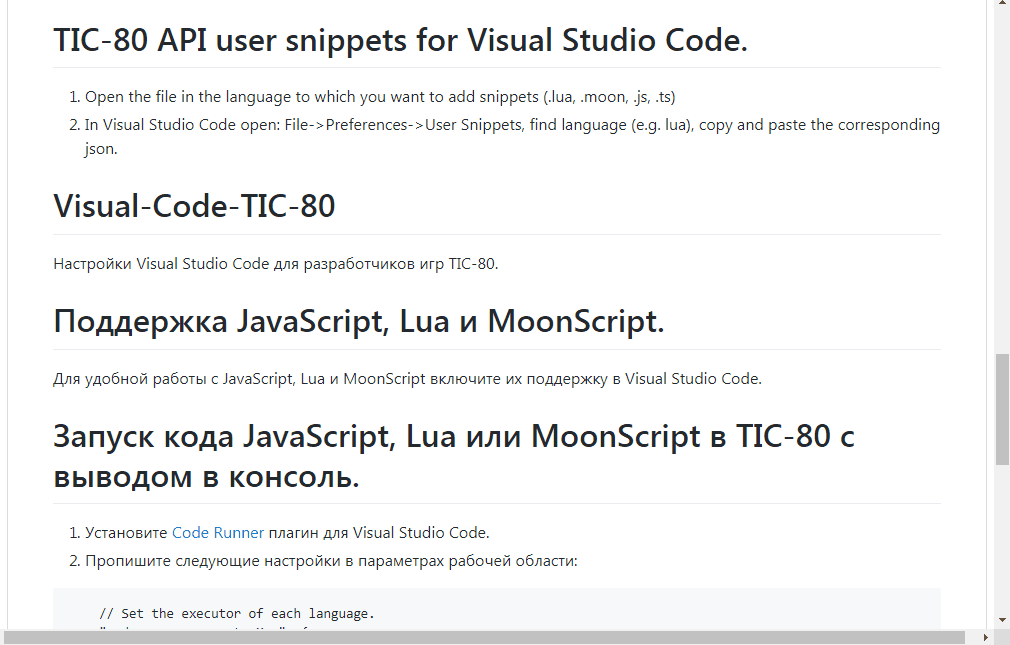 TIC-80 API user snippets for Visual Studio Code.
1. Open the file in the language to which you want to add snippets (.lua, .moon, .js, .ts)
2. In Visual Studio Code open: File->Preferences->User Snippets, find language (e.g. lua), copy and paste the corresponding
json.
Visual-Code-TIC-80
Настройки Visual Studio Code для разработчиков игр TIC-80.
Поддержка JavaScript, Lua и MoonScript.
Для удобной работы с JavaScript, Lua и MoonScript включите их поддержку в Visual Studio Code.
Запуск кода JavaScript, Lua или MoonScript в TIC-80 с
выводом в консоль.
1. Установите Code Runner плагин для Visual Studio Code.
2. Пропишите следующие настройки в параметрах рабочей области:
// Set the executor of each language.